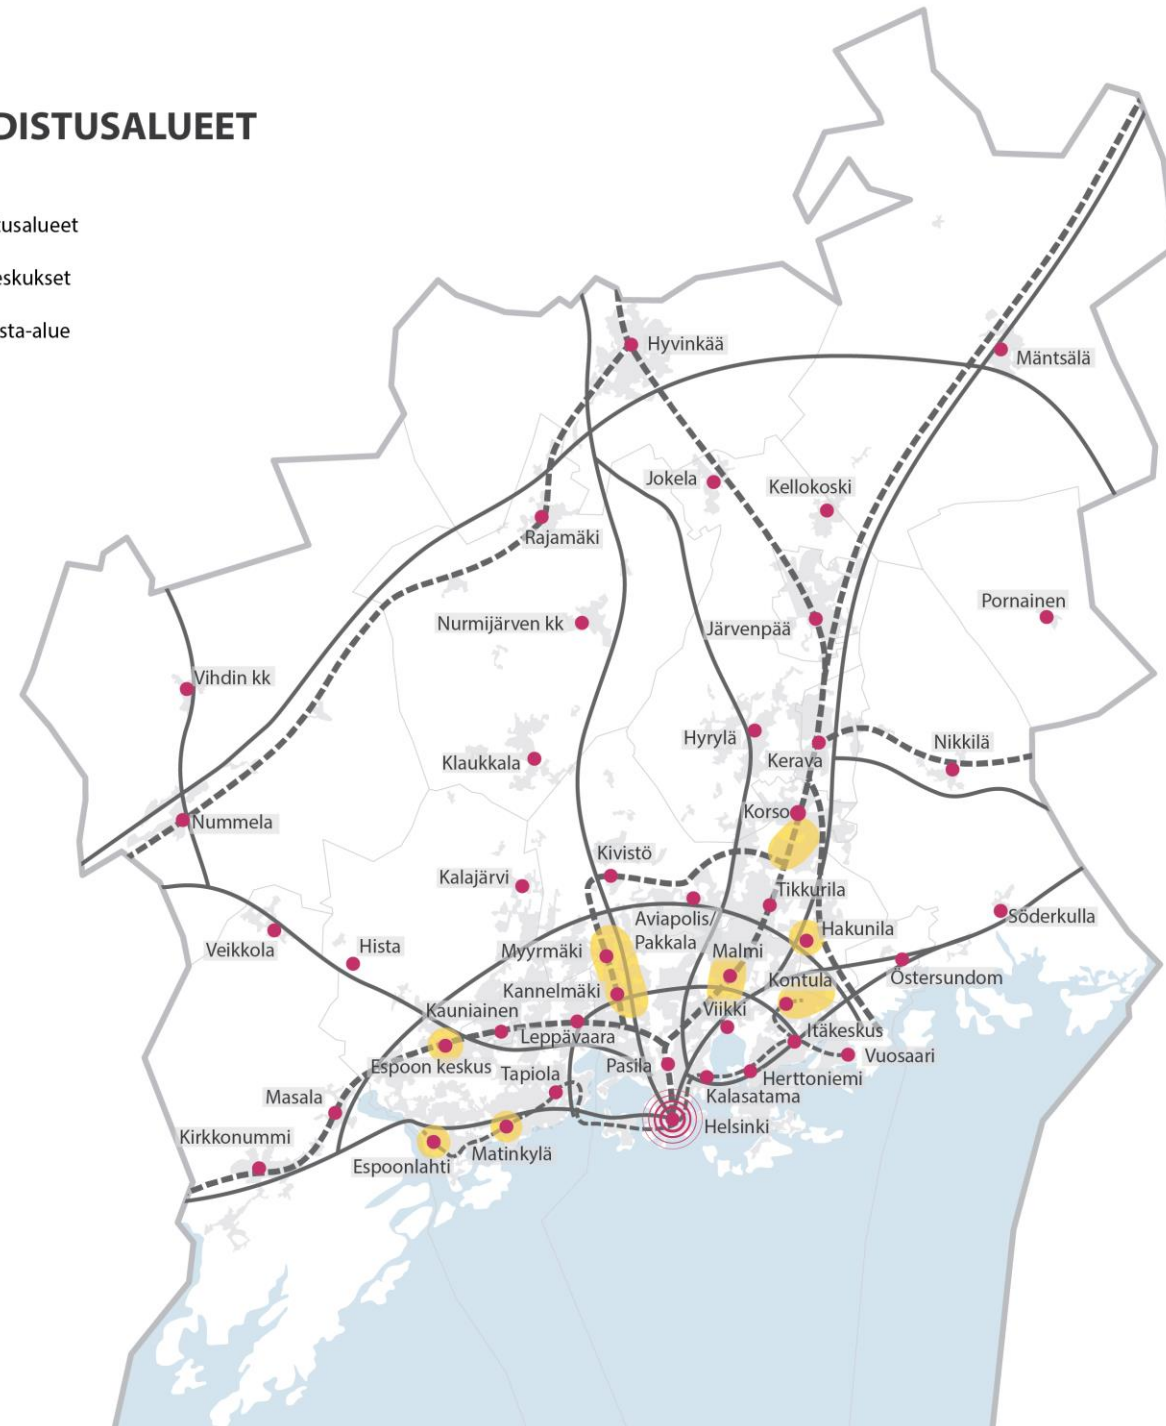 DISTUSALUEET
tusalueet
eskukset
sta-alue
Hyvinkää
Mäntsälä
Jokela
Kellokoski
Rajamäki
Pornainen
Nurmijärven kk
Järvenpää
Vihdin kk
Hyrylä
Nikkilä
Klaukkala
Kerava
Korso
Nummela
Kivistö
Kalajärvi
Tikkurila
Aviapolis/
Pakkala
Söderkulla
Hakunila
Veikkola
Hista
Myyrmäki
Malmi
Kontula
Östersundom
Kannelmäki
Kauniainen
Viikki
Itäkeskus
Leppävaara
Vuosaari
Espoon keskus
Pasila
Tapiola
Herttoniemi
Kalasatama
Masala
Helsinki
Kirkkonummi
Matinkylä
Espoonlahti